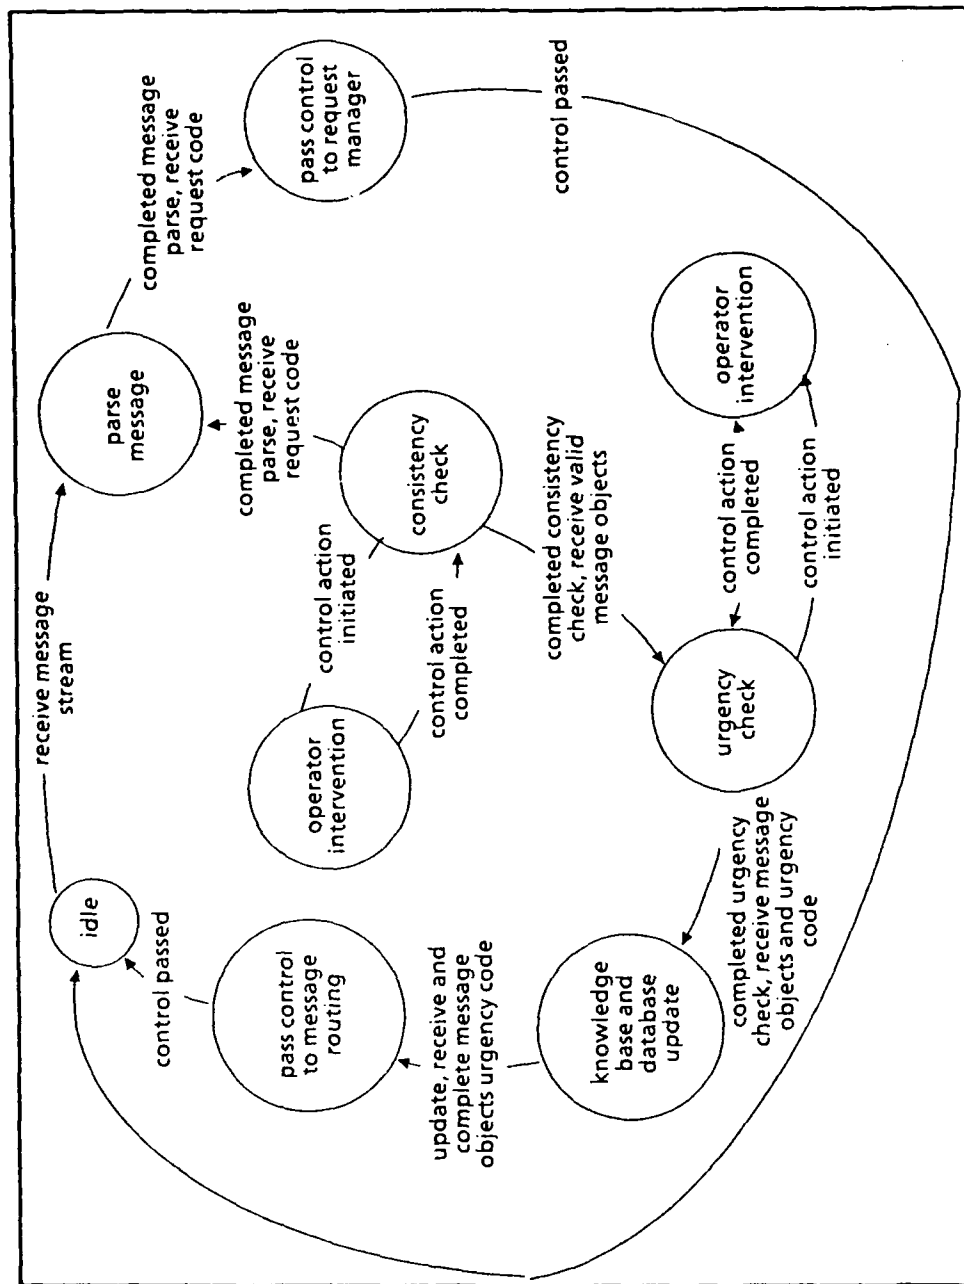 idle
receive message
stream
parse
message
completed message
parse, receive
request code
pass control
to request
manager
control passed
control passed
pass control
to message
routing
operator
intervention
control action
initiated
control action
completed
consistency
check
completed message
parse, receive
request code
update, receive and
complete message
objects urgency code
completed consistency
check, receive valid
message objects
knowledge
base and
database
update
completed urgency
check, receive message
objects and urgency
code
urgency
check
control action
completed
control action
initiated
operator
intervention